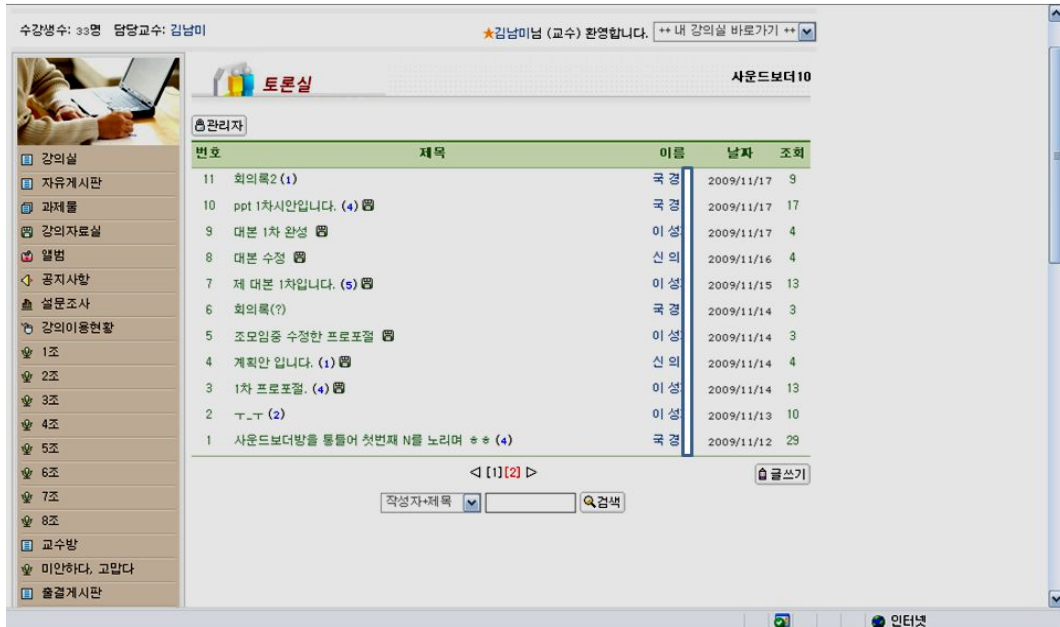 수강생수: 33명 담당교수: 김남미
★김남미님 (교수) 환영합니다. ++ 내 강의실 바로가기 ++
토론실
사운드보더10
관리자
번호 제목 이름 날짜 조회
11 회의록2 (1) 국 경 2009/11/17 9
10 ppt 1차시안입니다. (4) 국 경 2009/11/17 17
9 대본 1차 완성 이 성 2009/11/17 4
8 대본 수정 신 의 2009/11/16 4
7 제 대본 1차입니다. (5) 이 성 2009/11/15 13
6 회의록(?) 국 경 2009/11/14 3
5 조모임중 수정한 프로포절 이 성 2009/11/14 3
4 계획안 입니다. (1) 신 의 2009/11/14 4
3 1차 프로포절. (4) 이 성 2009/11/14 13
2 ㅜ_ㅜ (2) 이 성 2009/11/13 10
1 사운드보더방을 통틀어 첫번째 N를 노리며 ㅎㅎ (4) 국 경 2009/11/12 29
◁ [1][2] ▷
글쓰기
작성자+제목 검색
강의실
자유게시판
과제물
강의자료실
앨범
공지사항
설문조사
강의이용현황
1조
2조
3조
4조
5조
6조
7조
8조
교수방
미안하다, 고맙다
출결게시판
인터넷